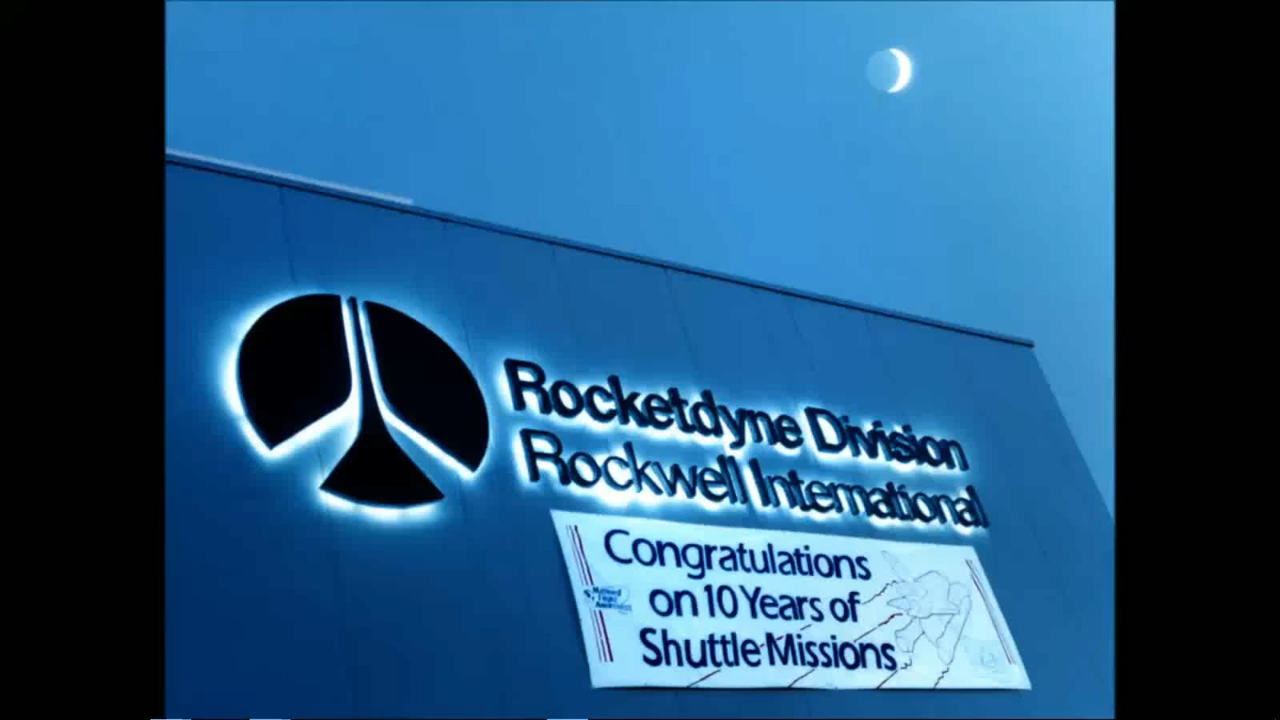 Rocketdyne Division
Rockwell International
Congratulations
on 10 Years of
Shuttle Missions